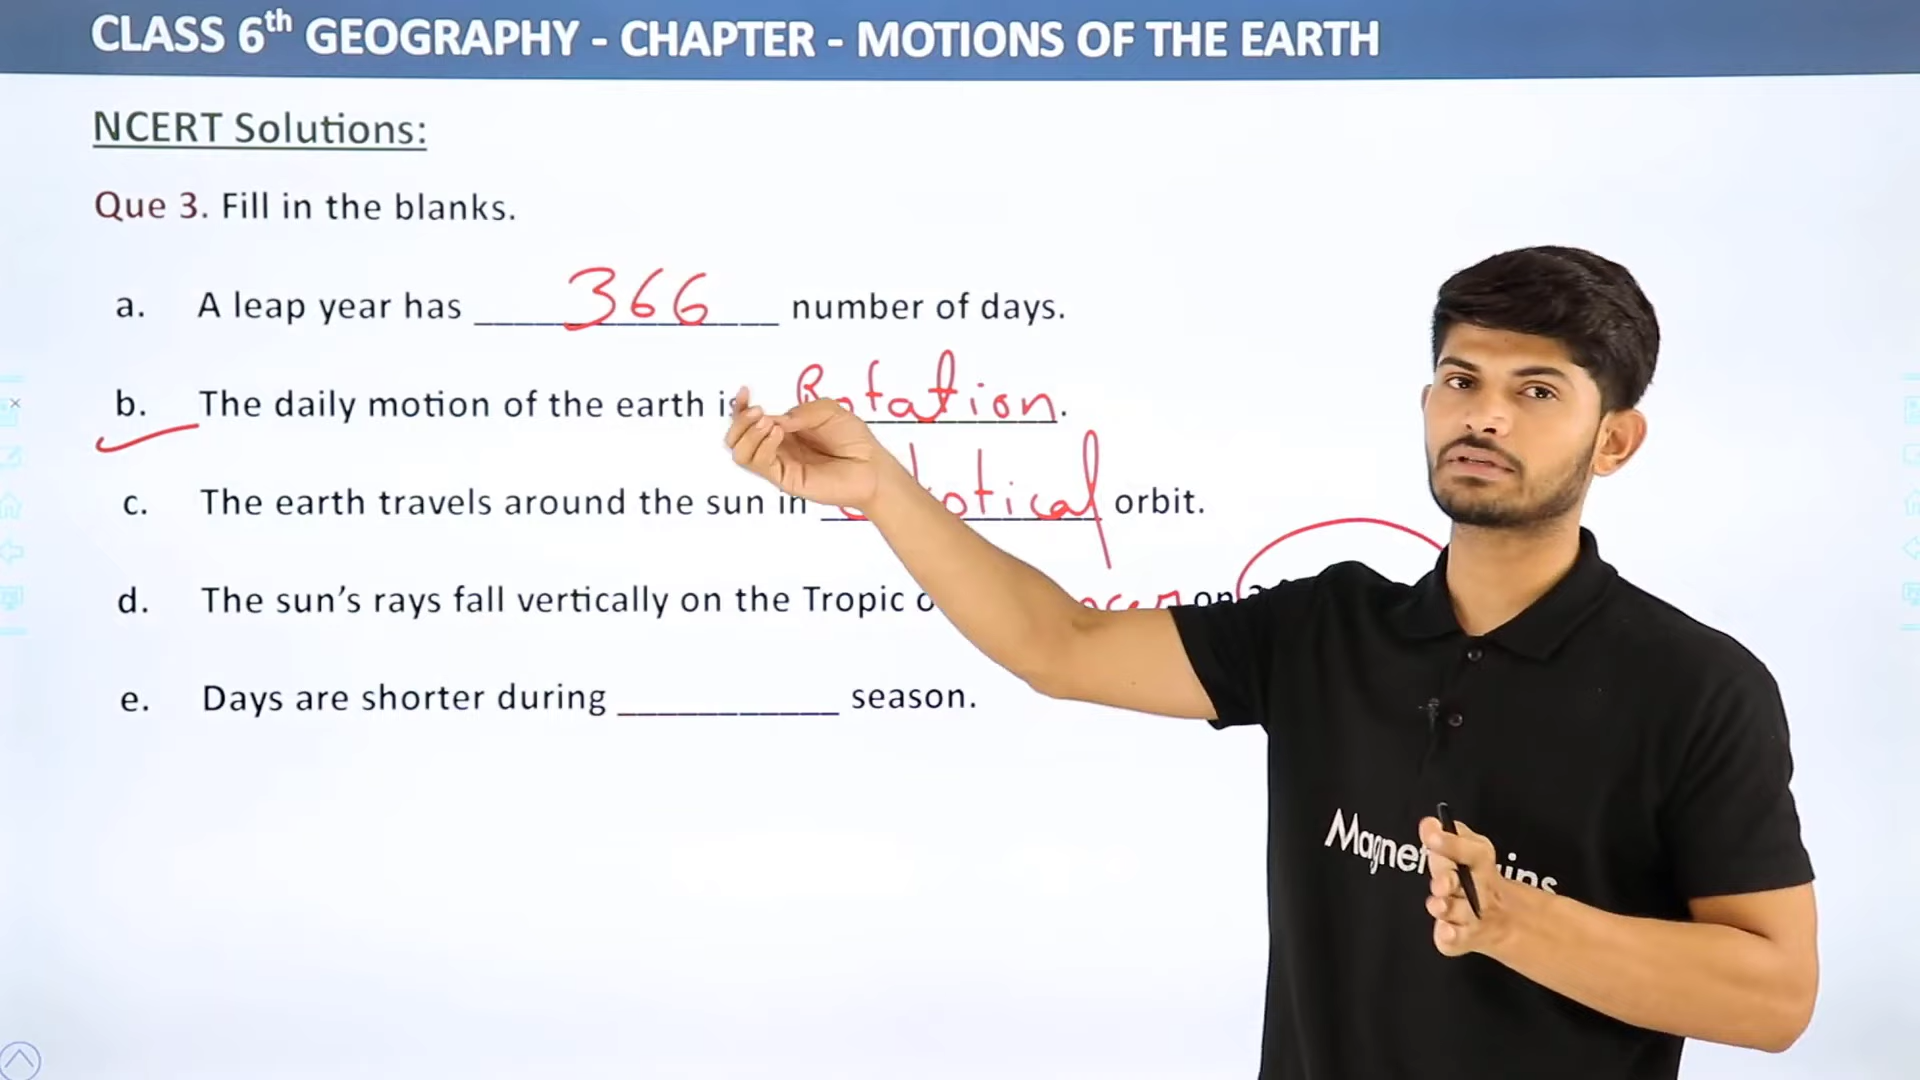 CLASS 6th GEOGRAPHY - CHAPTER - MOTIONS OF THE EARTH
NCERT Solutions:
Que 3. Fill in the blanks.
a. A leap year has 366 number of days.
b. The daily motion of the earth is Rotation.
c. The earth travels around the sun in orbit.
d. The sun's rays fall vertically on the Tropic on
e. Days are shorter during __________ season.